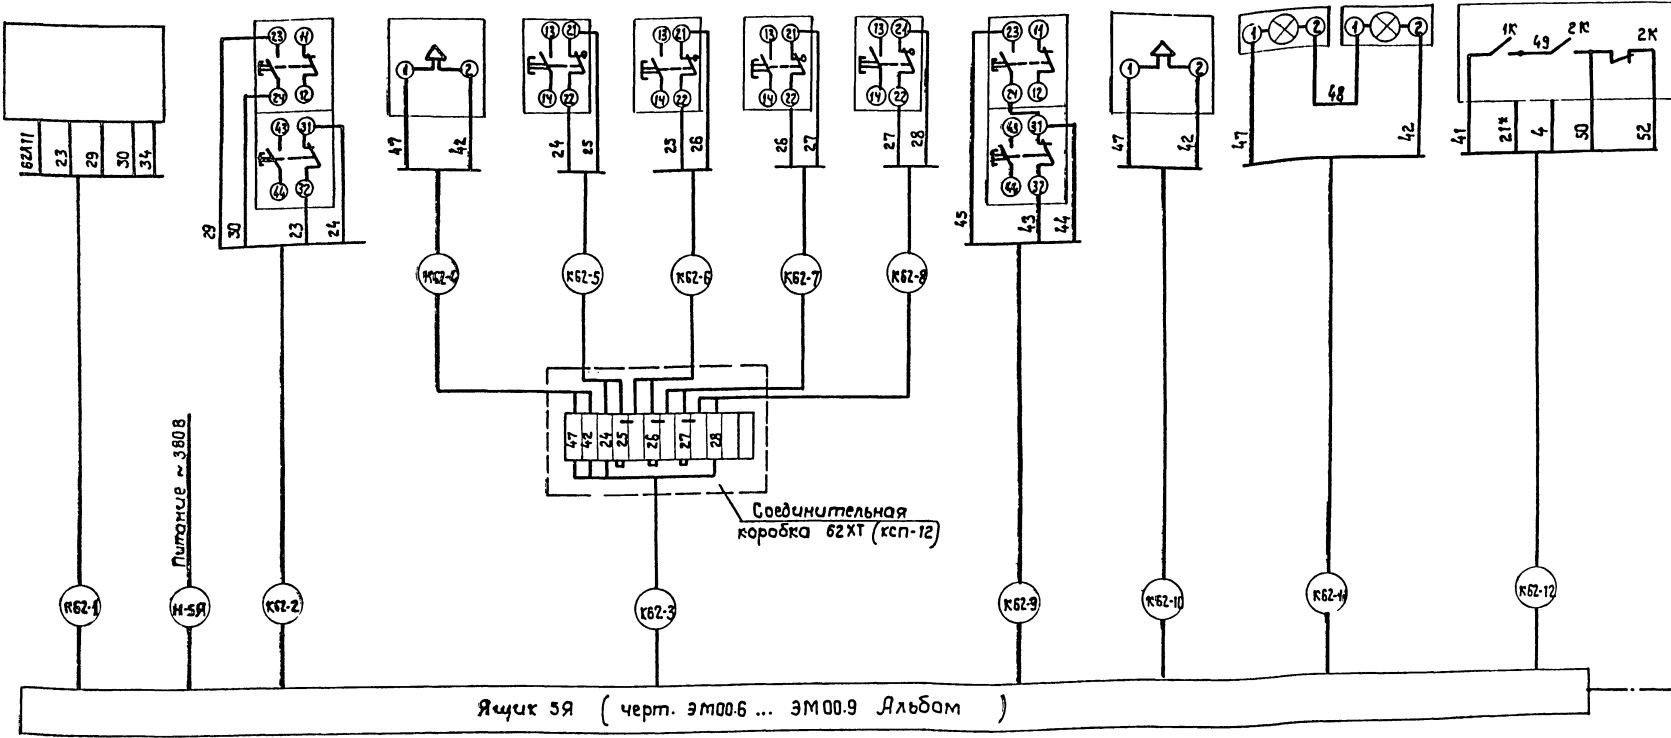 23 11
24 12
43 31
44 32
1 2
13 21
14 22
13 21
14 22
13 21
14 22
13 21
14 22
23 11
24 12
43 31
44 32
1 2
1 2 1 2
48
1К 49 2К 2К
62Л11 23 29 30 34
29 30 23 24
47 42
24 25
25 26
26 27
27 28
45 43 44
47 42
47 42
41 21* 4 50 52
К62-4 К62-5 К62-6 К62-7 К62-8
47 42 24 25 26 27 28
Соединительная
коробка 62ХТ (ксп-12)
Питание ~ 380В
К62-1 Н-5Я К62-2 К62-3 К62-9 К62-10 К62-11 К62-12
Ящик 5Я ( черт. ЭМ00.6 ... ЭМ00.9 Альбом )